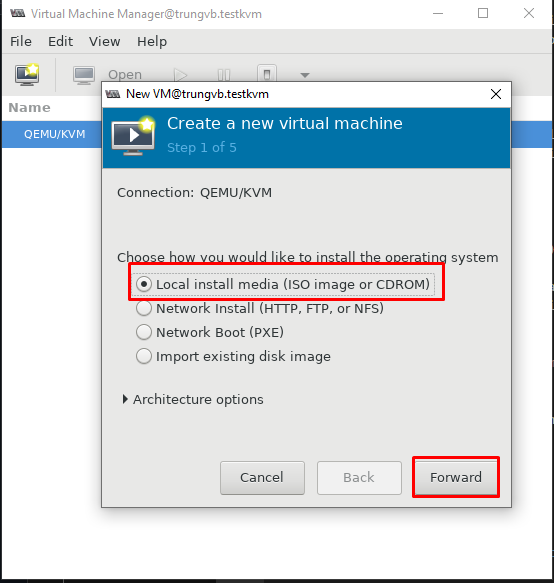 Virtual Machine Manager@trungvb.testkvm
File Edit View Help
Open
Name
QEMU/KVM
New VM@trungvb.testkvm
Create a new virtual machine
Step 1 of 5
Connection: QEMU/KVM
Choose how you would like to install the operating system
Local install media (ISO image or CDROM)
Network Install (HTTP, FTP, or NFS)
Network Boot (PXE)
Import existing disk image
Architecture options
Cancel Back Forward